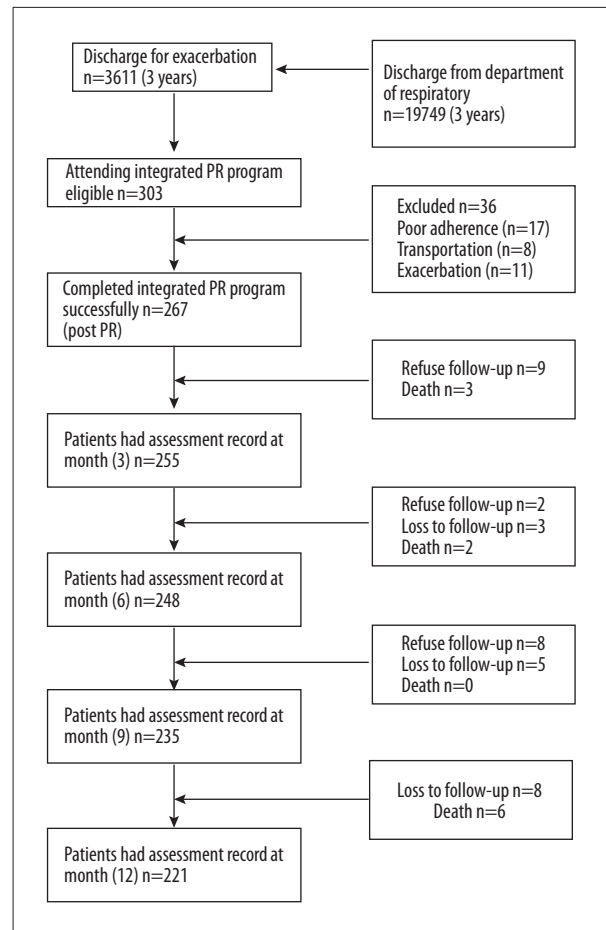 Discharge for exacerbation
n=3611 (3 years)
Discharge from department
of respiratory
n=19749 (3 years)
Attending integrated PR program
eligible n=303
Excluded n=36
Poor adherence (n=17)
Transportation (n=8)
Exacerbation (n=11)
Completed integrated PR program
successfully n=267
(post PR)
Refuse follow-up n=9
Death n=3
Patients had assessment record at
month (3) n=255
Refuse follow-up n=2
Loss to follow-up n=3
Death n=2
Patients had assessment record at
month (6) n=248
Refuse follow-up n=8
Loss to follow-up n=5
Death n=0
Patients had assessment record at
month (9) n=235
Loss to follow-up n=8
Death n=6
Patients had assessment record at
month (12) n=221